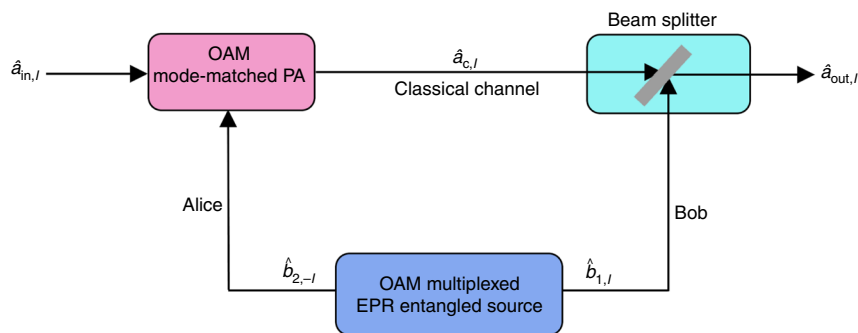 Beam splitter
OAM
mode-matched PA
â_in,l
â_c,l
Classical channel
â_out,l
Alice
Bob
b̂_2,−l
b̂_1,l
OAM multiplexed
EPR entangled source